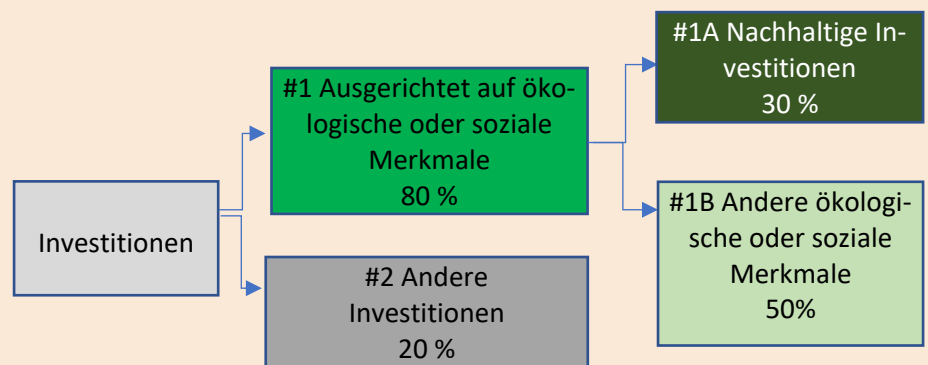 Investitionen
#1 Ausgerichtet auf öko-
logische oder soziale
Merkmale
80 %
#2 Andere
Investitionen
20 %
#1A Nachhaltige In-
vestitionen
30 %
#1B Andere ökologi-
sche oder soziale
Merkmale
50%